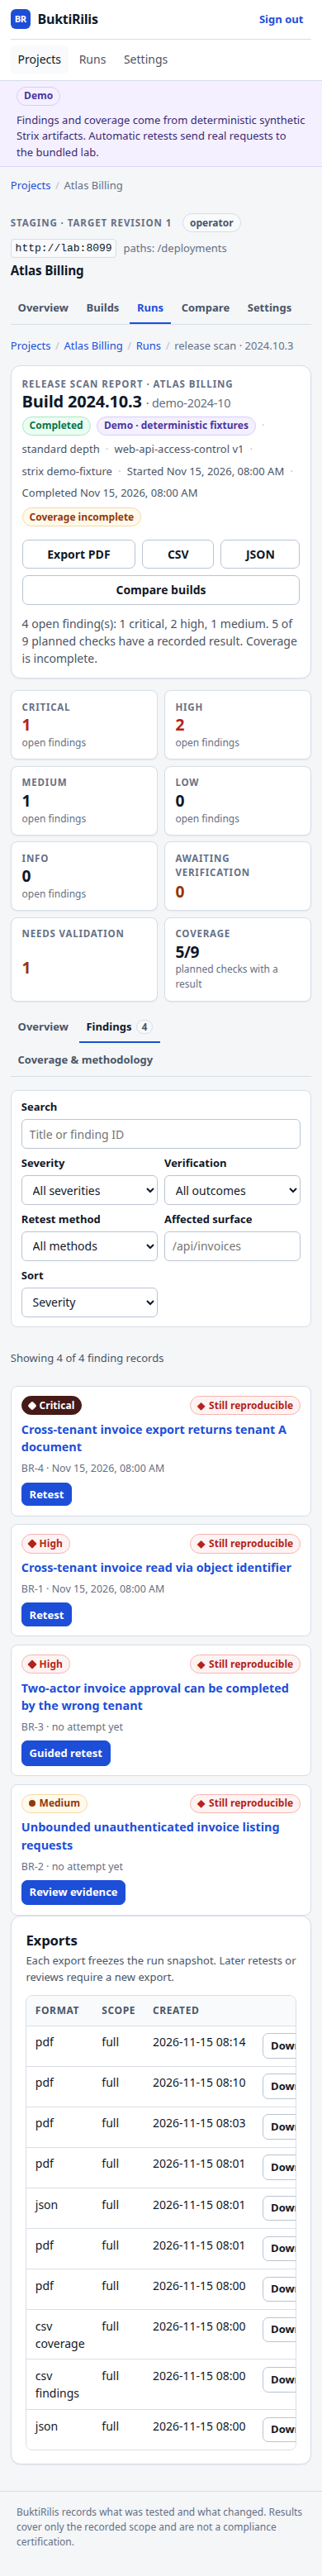 BR BuktiRilis Sign out
Projects Runs Settings
Demo
Findings and coverage come from deterministic synthetic
Strix artifacts. Automatic retests send real requests to
the bundled lab.
Projects / Atlas Billing
STAGING · TARGET REVISION 1 operator
http://lab:8099 paths: /deployments
Atlas Billing
Overview Builds Runs Compare Settings
Projects / Atlas Billing / Runs / release scan · 2024.10.3
RELEASE SCAN REPORT · ATLAS BILLING
Build 2024.10.3 · demo-2024-10
Completed Demo · deterministic fixtures ·
standard depth · web-api-access-control v1 ·
strix demo-fixture · Started Nov 15, 2026, 08:00 AM ·
Completed Nov 15, 2026, 08:00 AM
Coverage incomplete
Export PDF CSV JSON
Compare builds
4 open finding(s): 1 critical, 2 high, 1 medium. 5 of
9 planned checks have a recorded result. Coverage
is incomplete.
CRITICAL
1
open findings
HIGH
2
open findings
MEDIUM
1
open findings
LOW
0
open findings
INFO
0
open findings
AWAITING
VERIFICATION
0
NEEDS VALIDATION
1
COVERAGE
5/9
planned checks with a
result
Overview Findings 4
Coverage & methodology
Search
Title or finding ID
Severity Verification
All severities All outcomes
Retest method Affected surface
All methods /api/invoices
Sort
Severity
Showing 4 of 4 finding records
Critical Still reproducible
Cross-tenant invoice export returns tenant A
document
BR-4 · Nov 15, 2026, 08:00 AM
Retest
High Still reproducible
Cross-tenant invoice read via object identifier
BR-1 · Nov 15, 2026, 08:00 AM
Retest
High Still reproducible
Two-actor invoice approval can be completed
by the wrong tenant
BR-3 · no attempt yet
Guided retest
Medium Still reproducible
Unbounded unauthenticated invoice listing
requests
BR-2 · no attempt yet
Review evidence
Exports
Each export freezes the run snapshot. Later retests or
reviews require a new export.
FORMAT SCOPE CREATED
pdf full 2026-11-15 08:14 Down
pdf full 2026-11-15 08:10 Down
pdf full 2026-11-15 08:03 Down
pdf full 2026-11-15 08:01 Down
json full 2026-11-15 08:01 Down
pdf full 2026-11-15 08:01 Down
pdf full 2026-11-15 08:00 Down
csv full 2026-11-15 08:00 Down
coverage
csv full 2026-11-15 08:00 Down
findings
json full 2026-11-15 08:00 Down
BuktiRilis records what was tested and what changed. Results
cover only the recorded scope and are not a compliance
certification.